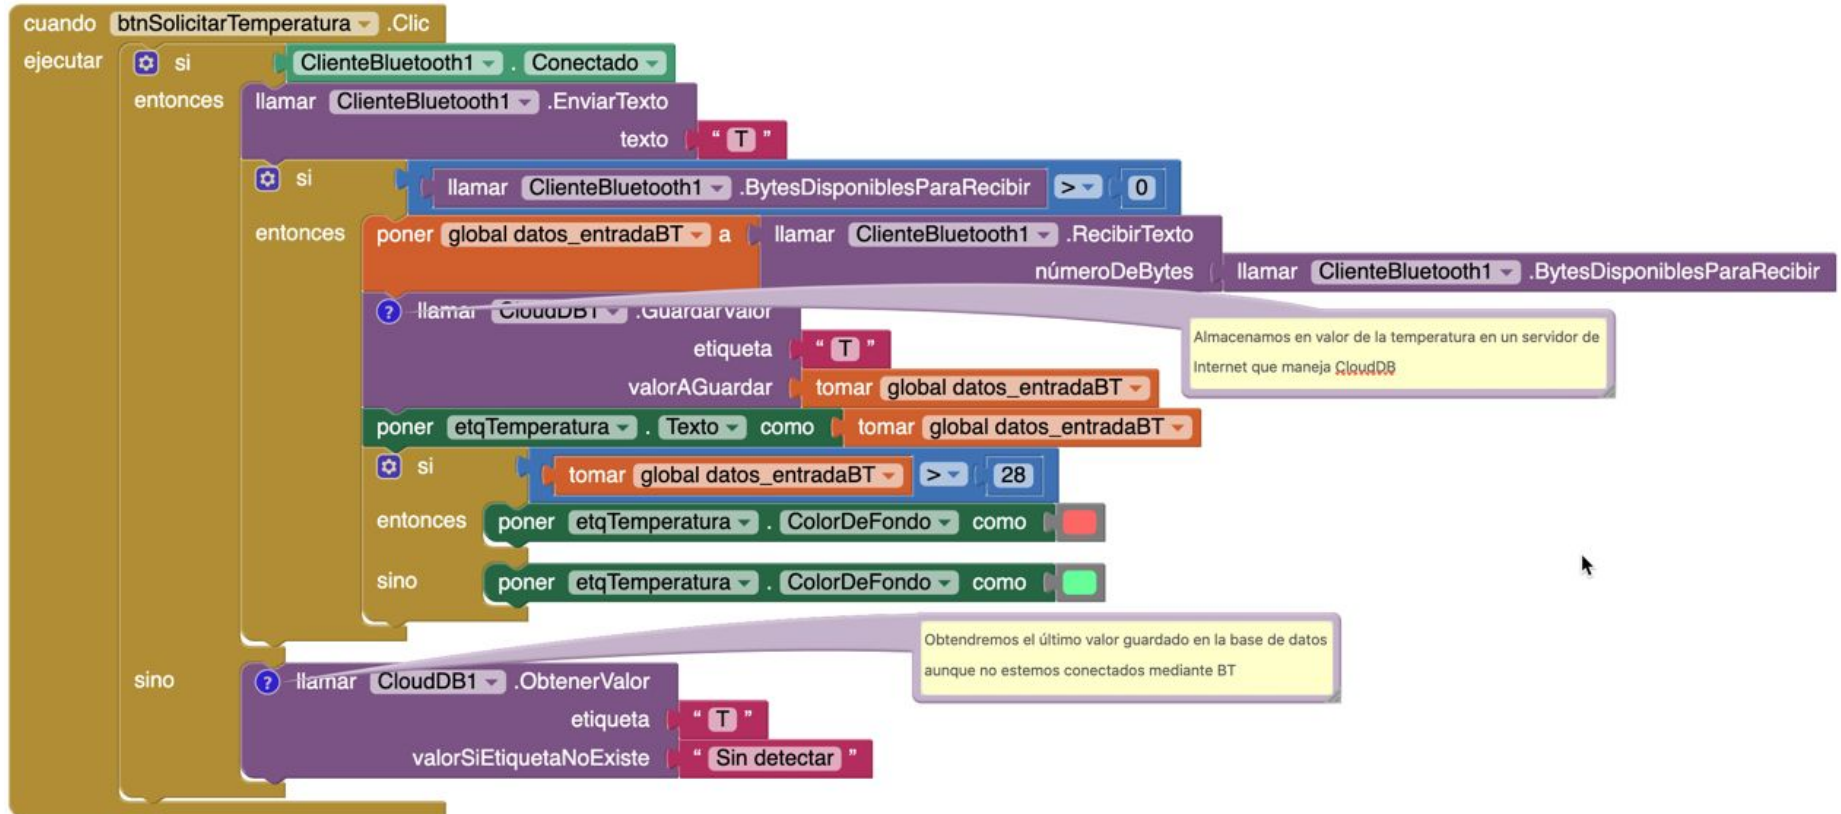 cuando btnSolicitarTemperatura .Clic
ejecutar si ClienteBluetooth1 . Conectado
entonces llamar ClienteBluetooth1 .EnviarTexto
texto " T "
si llamar ClienteBluetooth1 .BytesDisponiblesParaRecibir > 0
entonces poner global datos_entradaBT a llamar ClienteBluetooth1 .RecibirTexto
númeroDeBytes llamar ClienteBluetooth1 .BytesDisponiblesParaRecibir
? llamar CloudDB1 .GuardarValor
Almacenamos en valor de la temperatura en un servidor de
Internet que maneja CloudDB
etiqueta " T "
valorAGuardar tomar global datos_entradaBT
poner etqTemperatura . Texto como tomar global datos_entradaBT
si tomar global datos_entradaBT > 28
entonces poner etqTemperatura . ColorDeFondo como
sino poner etqTemperatura . ColorDeFondo como
Obtendremos el último valor guardado en la base de datos
aunque no estemos conectados mediante BT
sino ? llamar CloudDB1 .ObtenerValor
etiqueta " T "
valorSiEtiquetaNoExiste " Sin detectar "